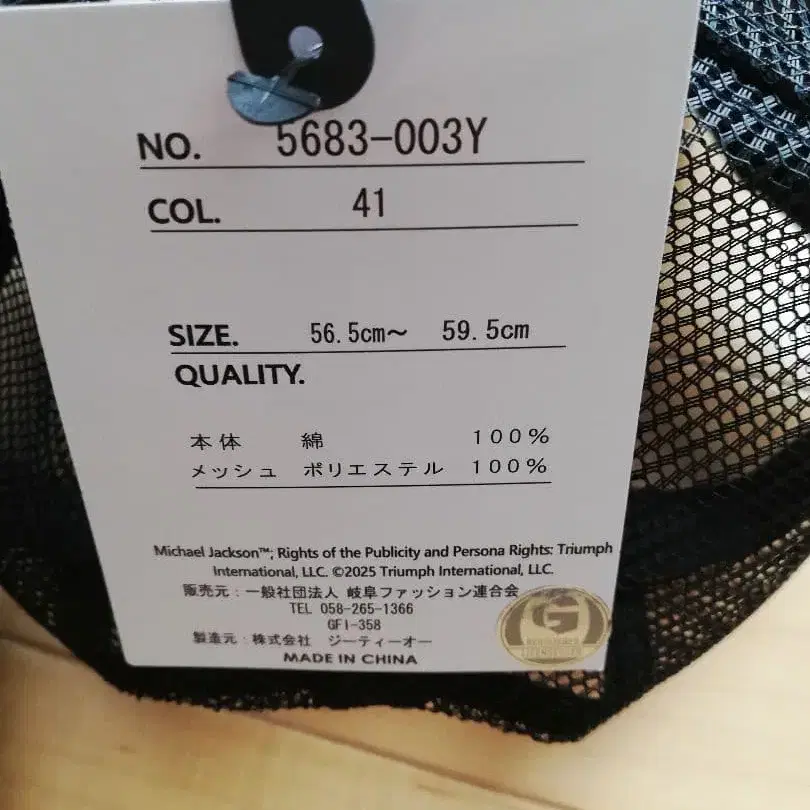 NO. 5683-003Y
COL. 41
SIZE. 56.5cm～ 59.5cm
QUALITY.
本体 綿 100%
メッシュ ポリエステル 100%
Michael Jackson™; Rights of the Publicity and Persona Rights: Triumph
International, LLC. ©2025 Triumph International, LLC.
販売元：一般社団法人 岐阜ファッション連合会
TEL 058-265-1366
GFI-358
製造元：株式会社 ジーティーオー
MADE IN CHINA
G